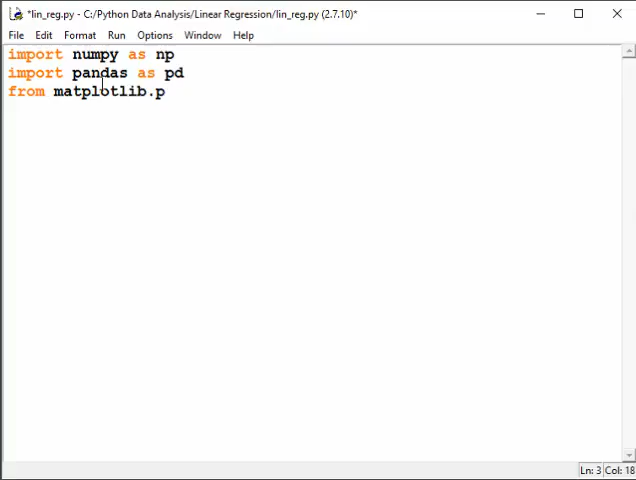 *lin_reg.py - C:/Python Data Analysis/Linear Regression/lin_reg.py (2.7.10)*
File Edit Format Run Options Window Help
import numpy as np
import pandas as pd
from matplotlib.p
Ln: 3 Col: 18